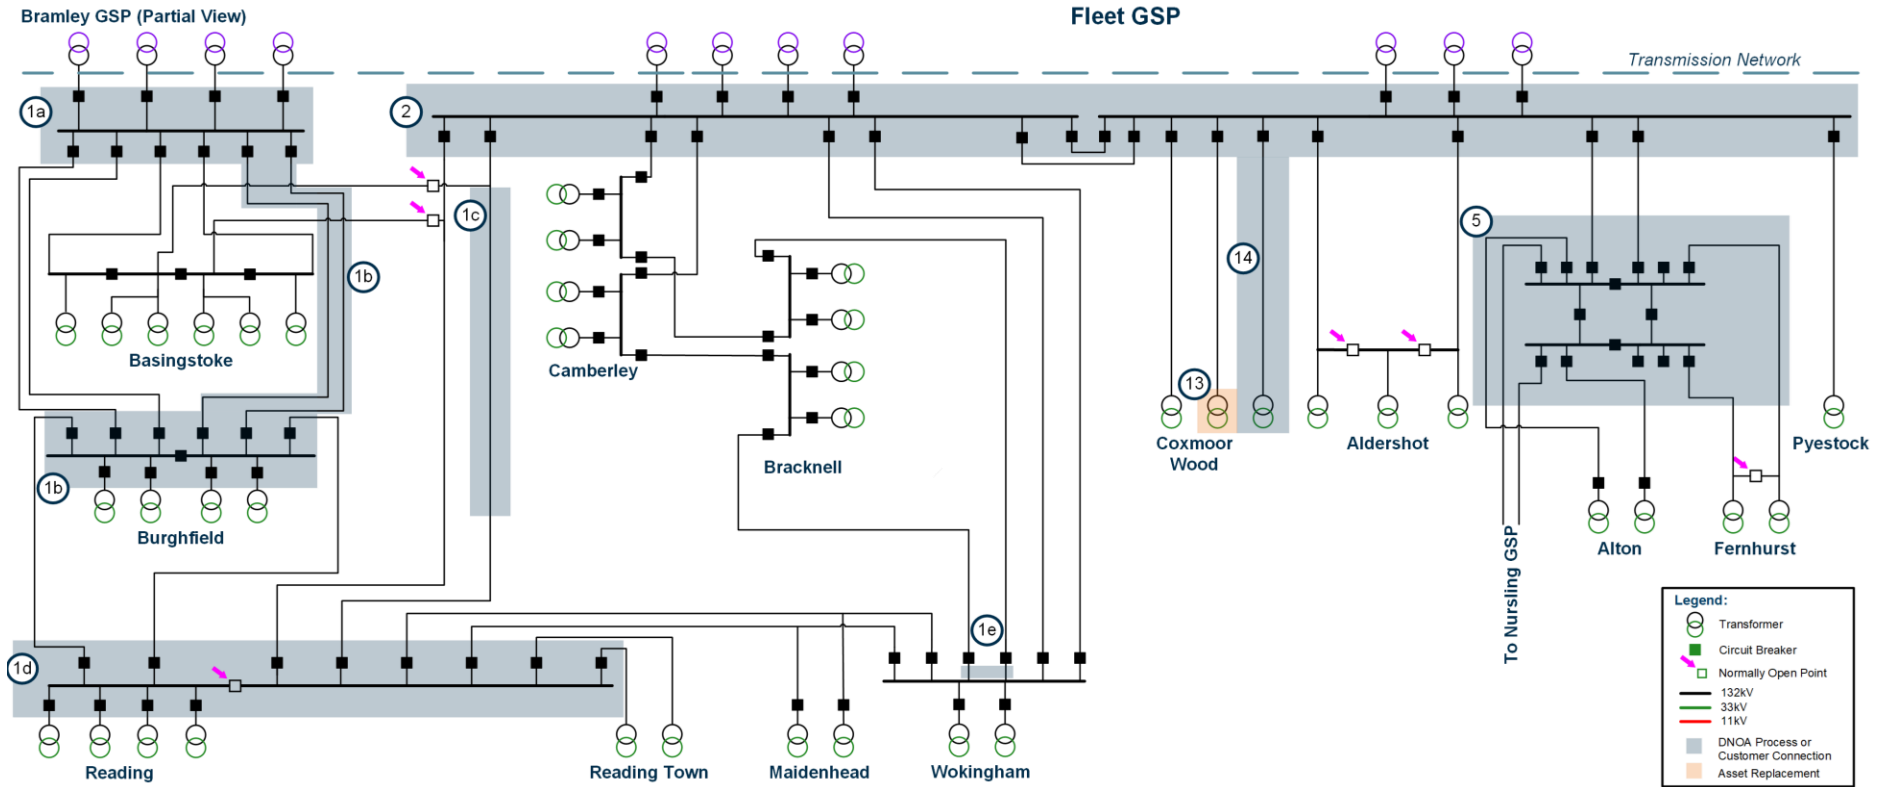 Bramley GSP (Partial View)
Fleet GSP
Transmission Network
1a
2
1c
1b
5
14
Basingstoke
Camberley
13
Coxmoor
Wood
Aldershot
Pyestock
Bracknell
1b
Burghfield
To Nursling GSP
Alton
Fernhurst
1e
1d
Reading
Reading Town
Maidenhead
Wokingham
Legend:
Transformer
Circuit Breaker
Normally Open Point
132kV
33kV
11kV
DNOA Process or
Customer Connection
Asset Replacement